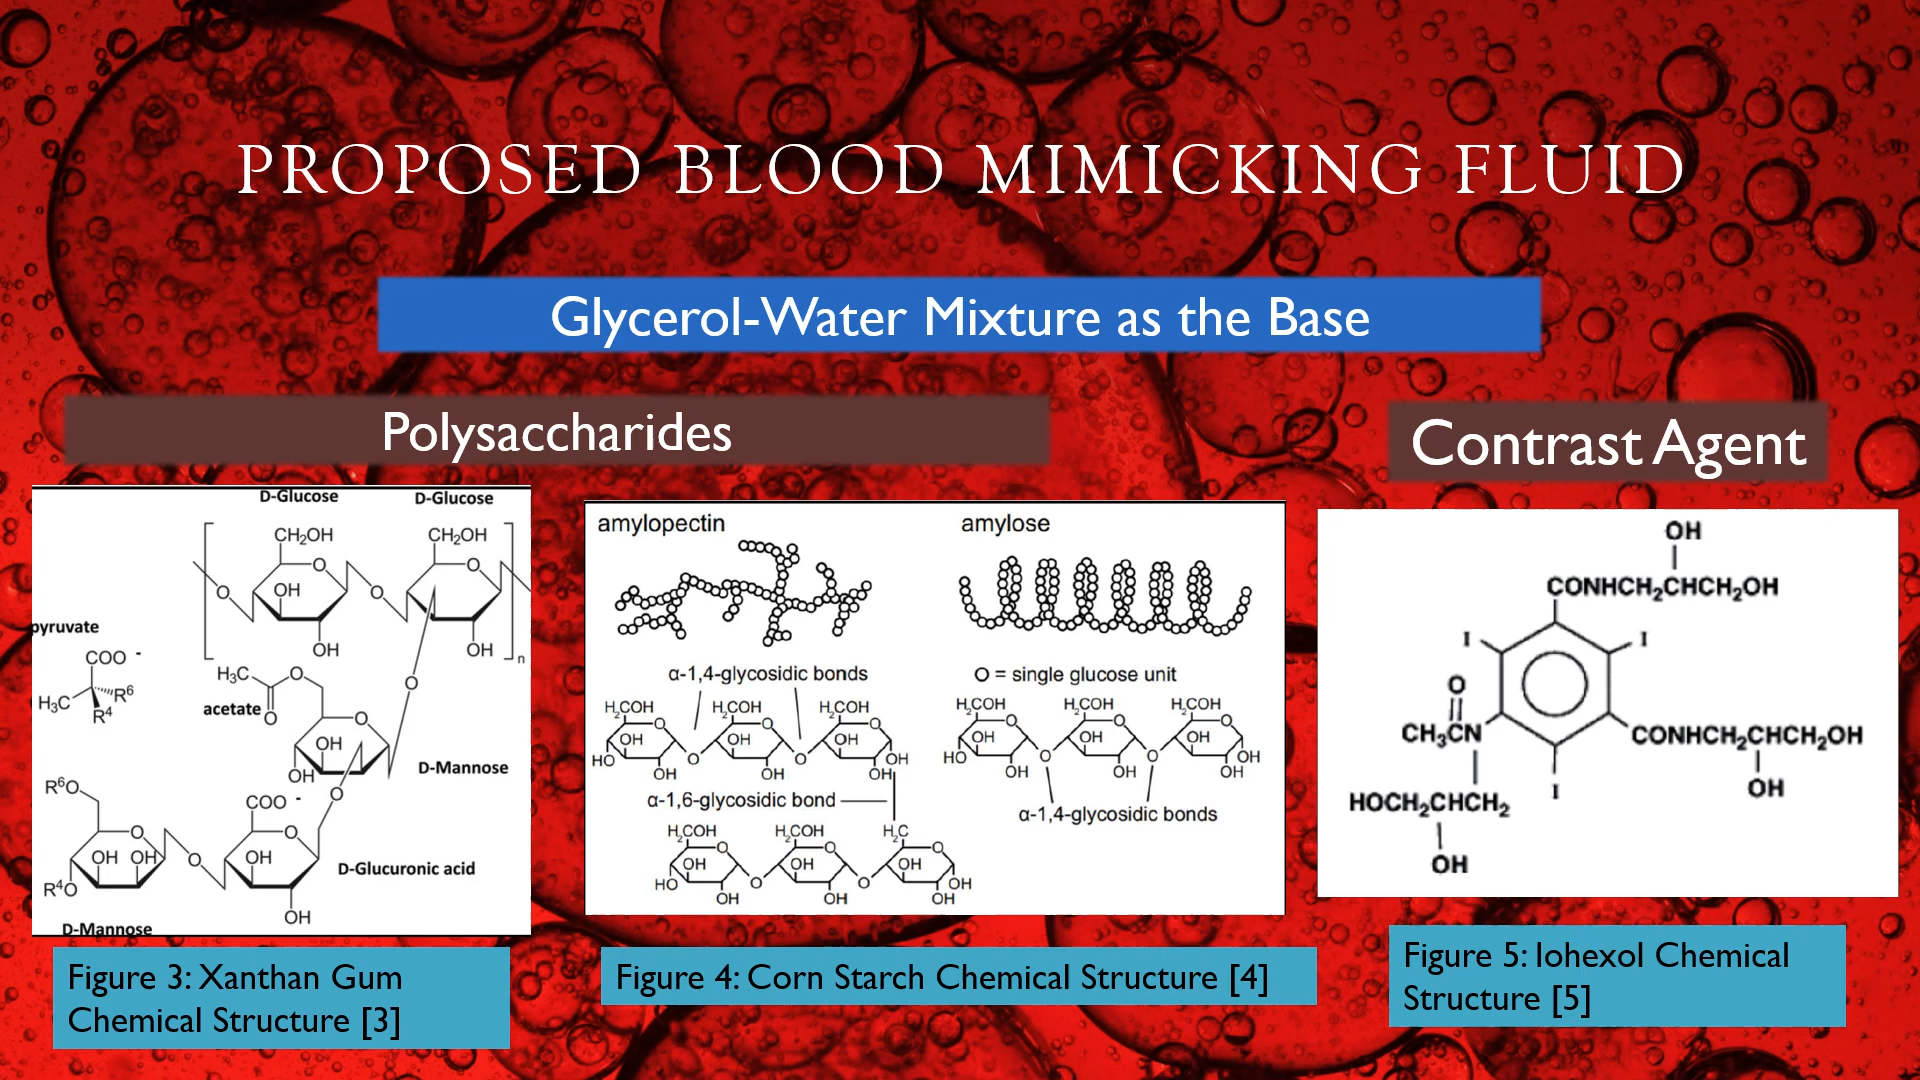 PROPOSED BLOOD MIMICKING FLUID
Glycerol-Water Mixture as the Base
Polysaccharides
Contrast Agent
D-Glucose
D-Glucose
CH₂OH
CH₂OH
O
O
O
OH
O
OH
OH
n
pyruvate
COO -
H₃C
R⁶
R⁴
H₃C
O
acetate
O
O
O
OH
OH
D-Mannose
R⁶O
COO -
O
O
O
OH
OH
O
OH
R⁴O
D-Glucuronic acid
OH
D-Mannose
Figure 3: Xanthan Gum
Chemical Structure [3]
amylopectin
amylose
α-1,4-glycosidic bonds
O = single glucose unit
H₂COH
H₂COH
H₂COH
O
O
O
OH
OH
OH
HO
O
O
OH
OH
OH
OH
H₂COH
H₂COH
H₂COH
O
O
O
OH
OH
OH
HO
O
O
OH
OH
OH
OH
α-1,6-glycosidic bond
α-1,4-glycosidic bonds
H₂COH
H₂COH
H₂C
O
O
O
OH
OH
OH
HO
O
O
OH
OH
OH
OH
Figure 4: Corn Starch Chemical Structure [4]
OH
CONHCH₂CHCH₂OH
I
I
O
CH₃CN
CONHCH₂CHCH₂OH
OH
I
HOCH₂CHCH₂
OH
Figure 5: Iohexol Chemical
Structure [5]